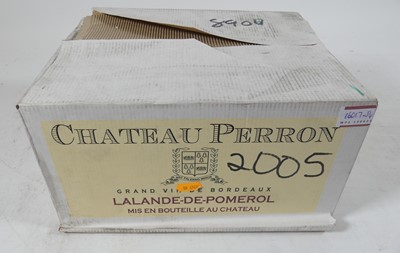 CHATEAU PERRON
2005
GRAND VIN DE BORDEAUX
LALANDE-DE-POMEROL
MIS EN BOUTEILLE AU CHATEAU